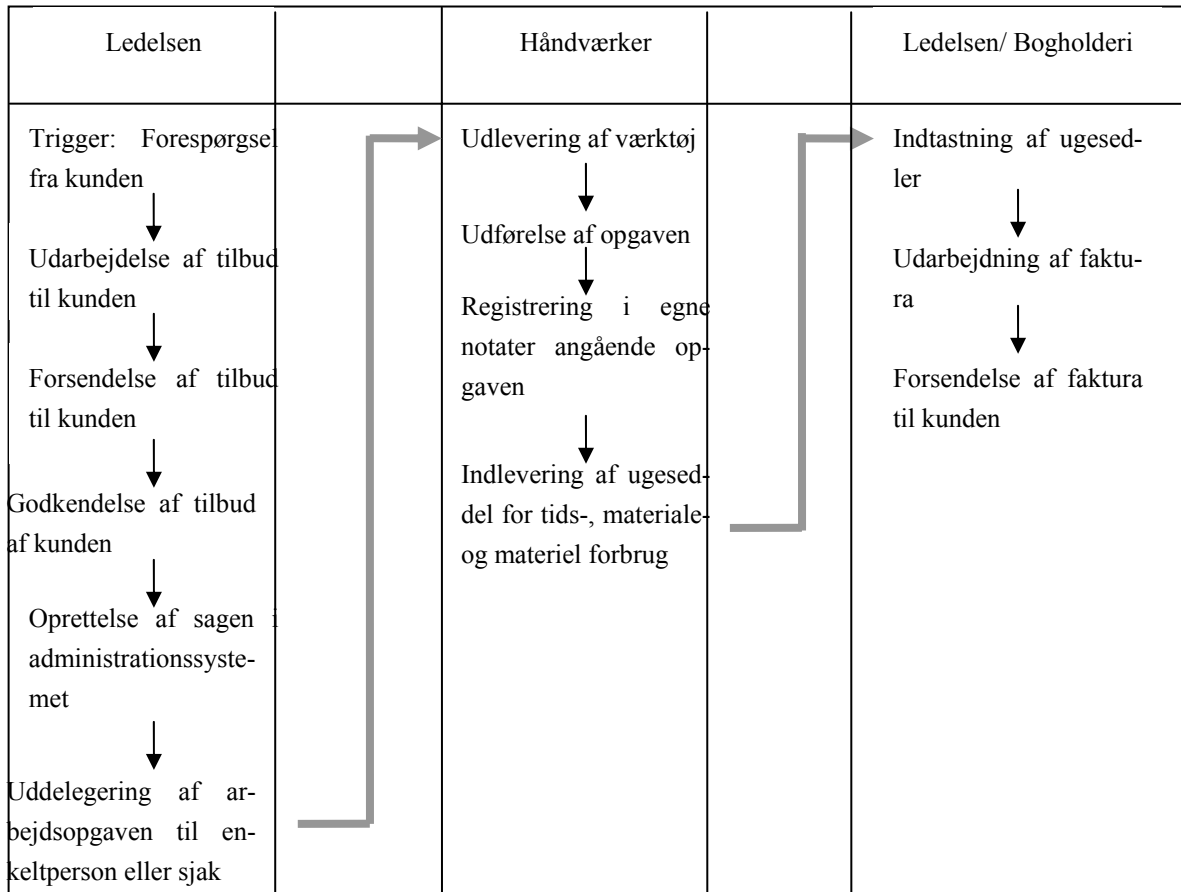 Ledelsen
Håndværker
Ledelsen/ Bogholderi
Trigger: Forespørgsel
fra kunden
Udarbejdelse af tilbud
til kunden
Forsendelse af tilbud
til kunden
Godkendelse af tilbud
af kunden
Oprettelse af sagen i
administrationssyste-
met
Uddelegering af ar-
bejdsopgaven til en-
keltperson eller sjak
Udlevering af værktøj
Udførelse af opgaven
Registrering i egne
notater angående op-
gaven
Indlevering af ugesed-
del for tids-, materiale-
og materiel forbrug
Indtastning af ugesed-
ler
Udarbejdning af faktu-
ra
Forsendelse af faktura
til kunden